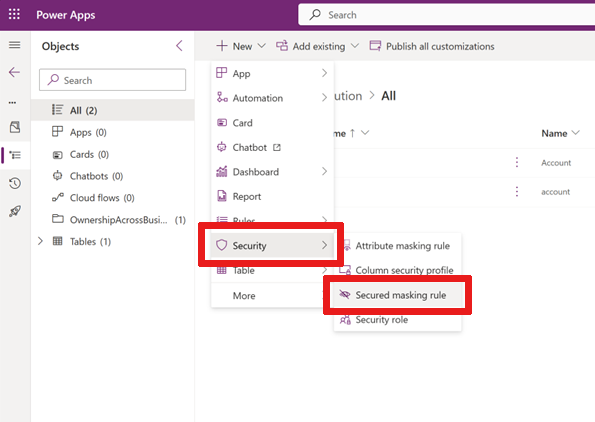 Power Apps
Search
Objects
New
Add existing
Publish all customizations
Search
All (2)
Apps (0)
Cards (0)
Chatbots (0)
Cloud flows (0)
OwnershipAcrossBusi... (1)
Tables (1)
App
Automation
Card
Chatbot
Dashboard
Report
Rules
Security
Table
More
Attribute masking rule
Column security profile
Secured masking rule
Security role
> All
Name
Account
account